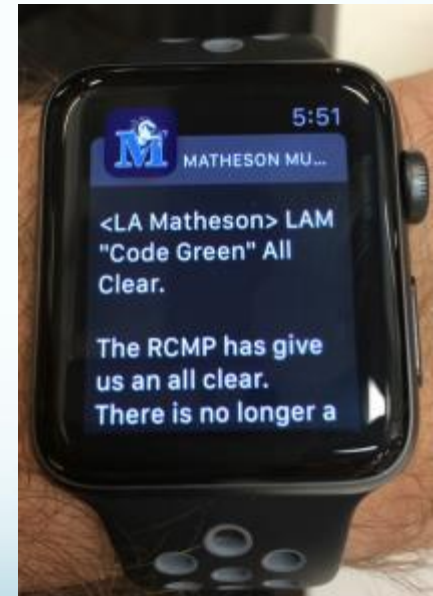 5:51
M
MATHESON MU...
<LA Matheson> LAM
"Code Green" All
Clear.
The RCMP has give
us an all clear.
There is no longer a